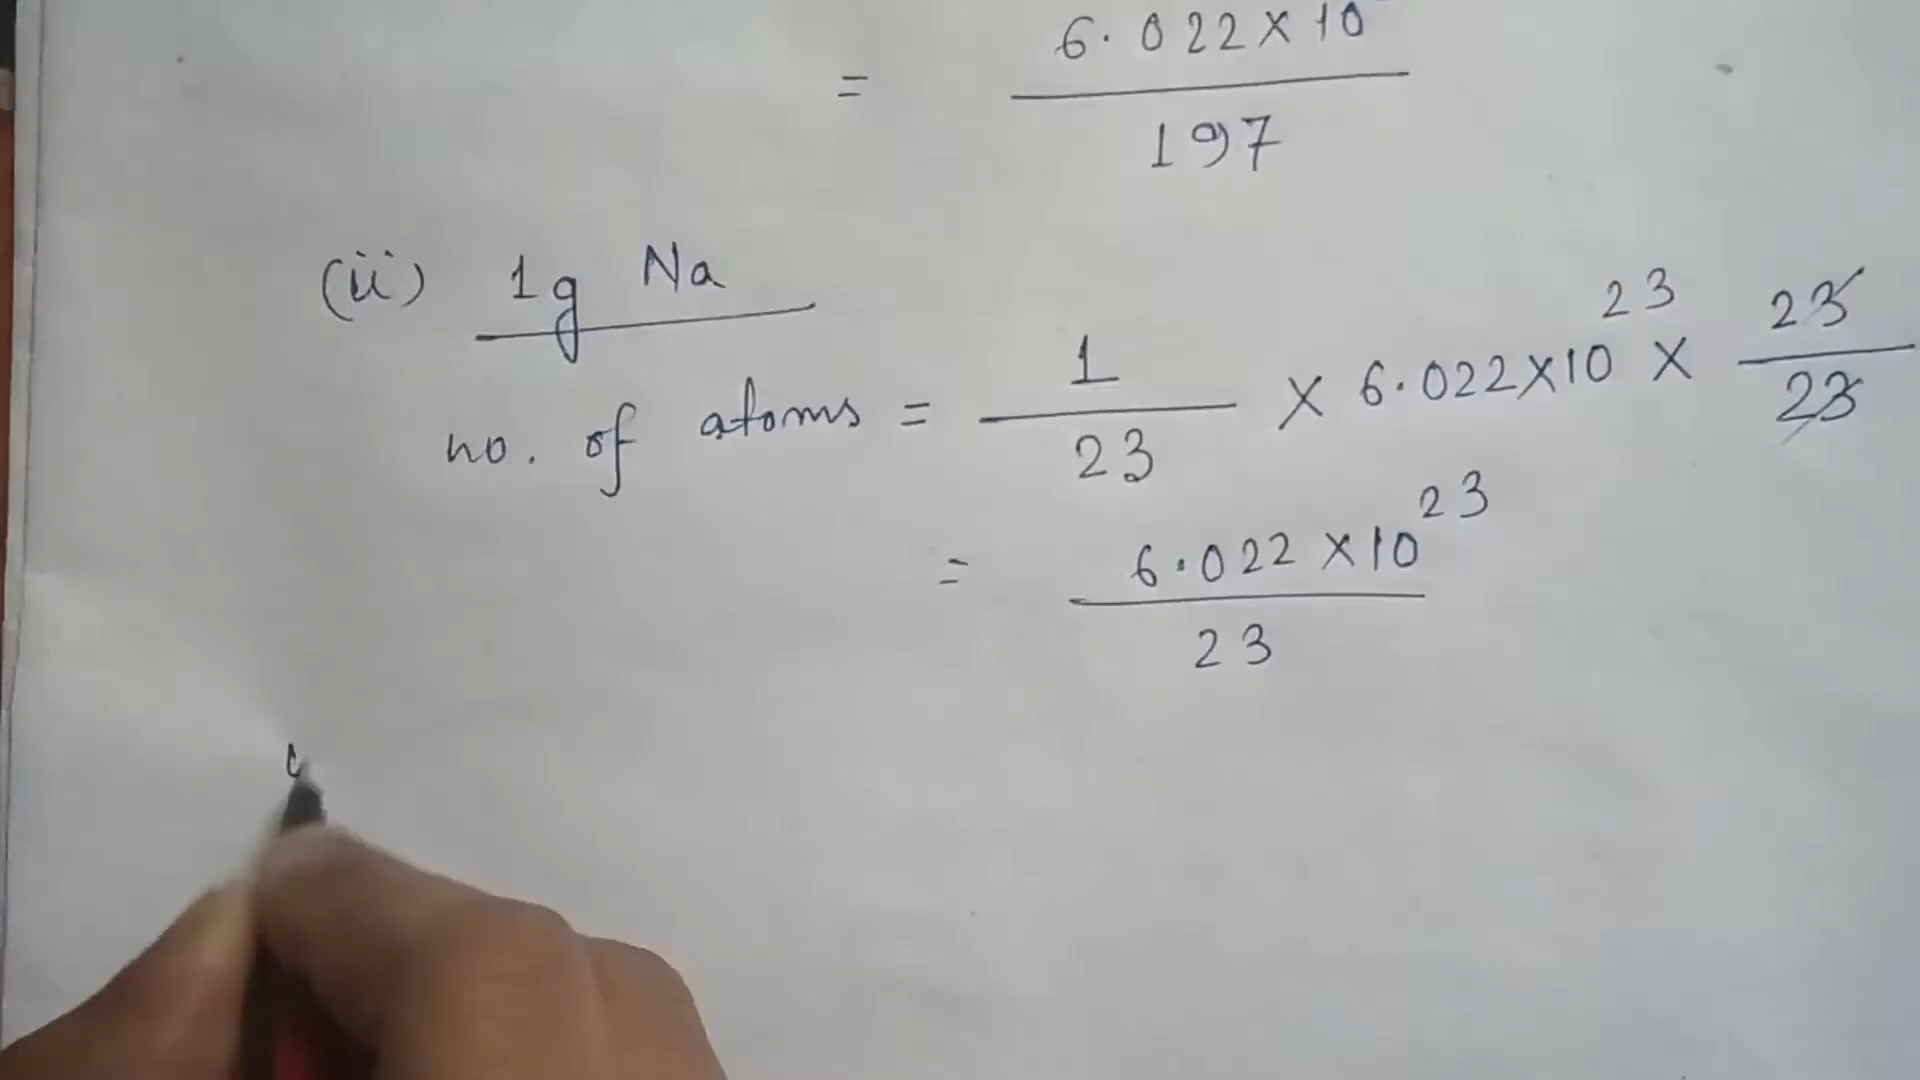 6.022×10
=
197
(ii) 1g Na
no. of atoms = 1/23 × 6.022×10^23 × 23/23
= 6.022×10^23
23